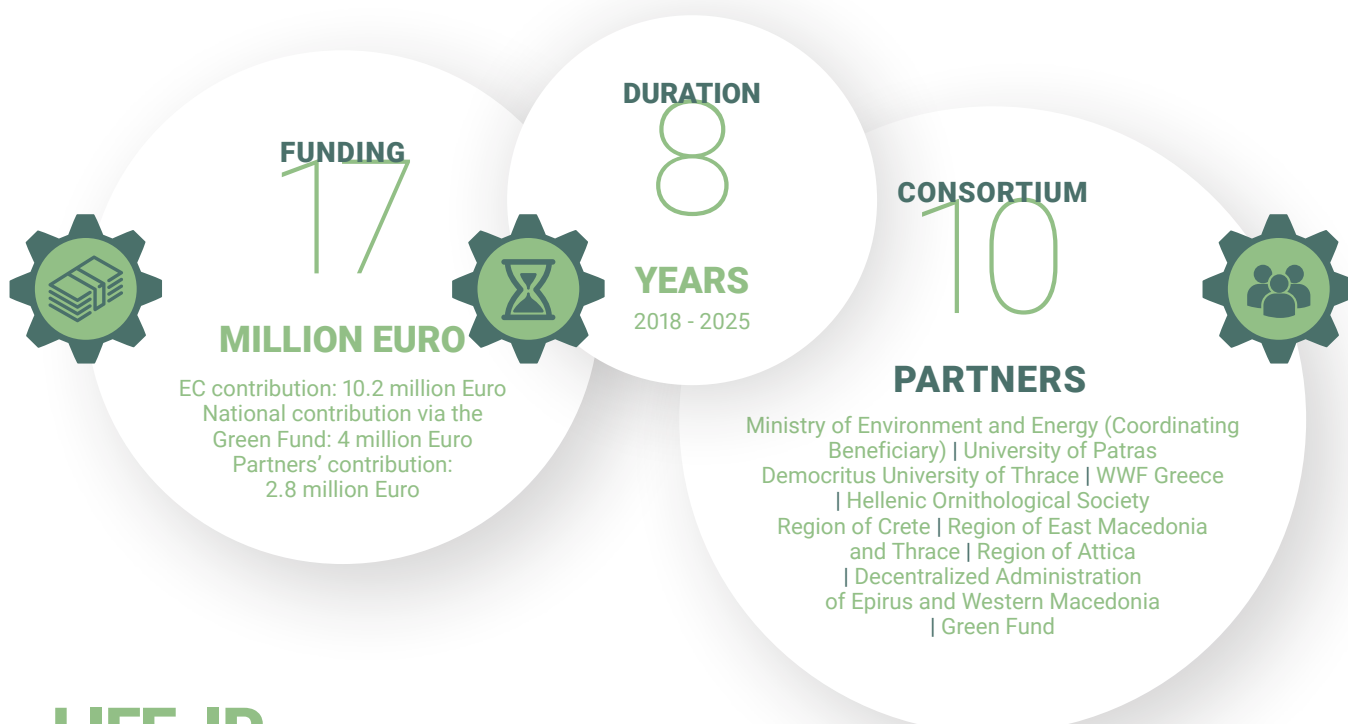 FUNDING
17
MILLION EURO
EC contribution: 10.2 million Euro
National contribution via the
Green Fund: 4 million Euro
Partners’ contribution:
2.8 million Euro
DURATION
8
YEARS
2018 - 2025
CONSORTIUM
10
PARTNERS
Ministry of Environment and Energy (Coordinating
Beneficiary) | University of Patras
Democritus University of Thrace | WWF Greece
| Hellenic Ornithological Society
Region of Crete | Region of East Macedonia
and Thrace | Region of Attica
| Decentralized Administration
of Epirus and Western Macedonia
| Green Fund